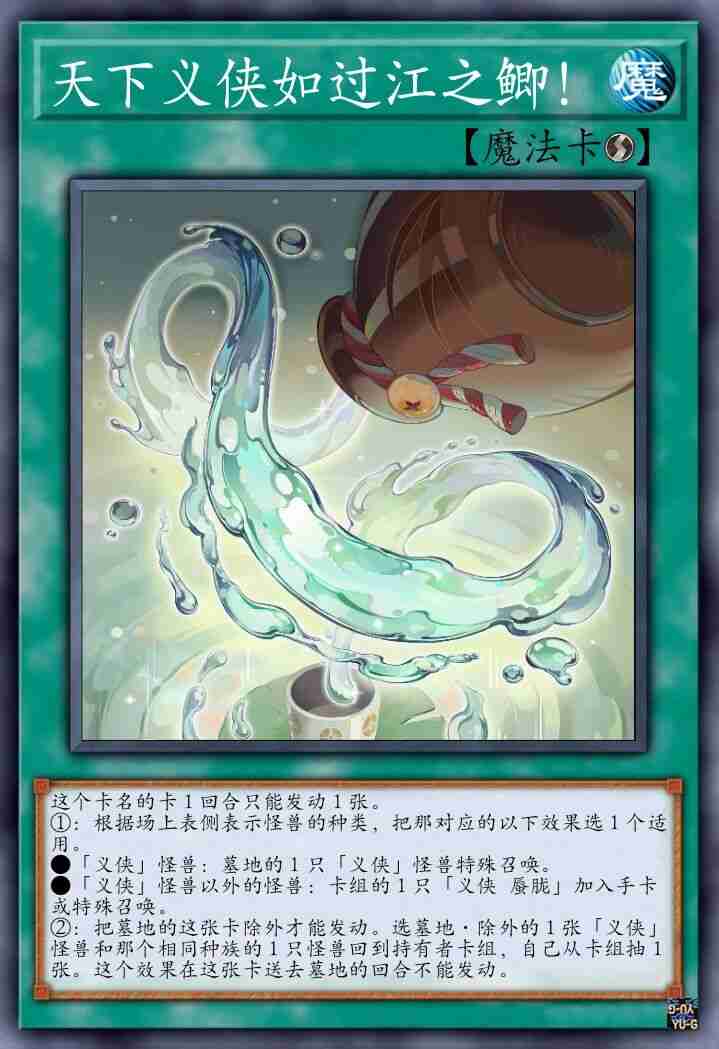 天下义侠如过江之鲫！
魔
【魔法卡】
这个卡名的卡１回合只能发动１张。
①：根据场上表侧表示怪兽的种类，把那对应的以下效果选１个适
用。
●「义侠」怪兽：墓地的１只「义侠」怪兽特殊召唤。
●「义侠」怪兽以外的怪兽：卡组的１只「义侠 蜃胧」加入手卡
或特殊召唤。
②：把墓地的这张卡除外才能发动。选墓地·除外的１张「义侠」
怪兽和那个相同种族的１只怪兽回到持有者卡组，自己从卡组抽１
张。这个效果在这张卡送去墓地的回合不能发动。
YU-G